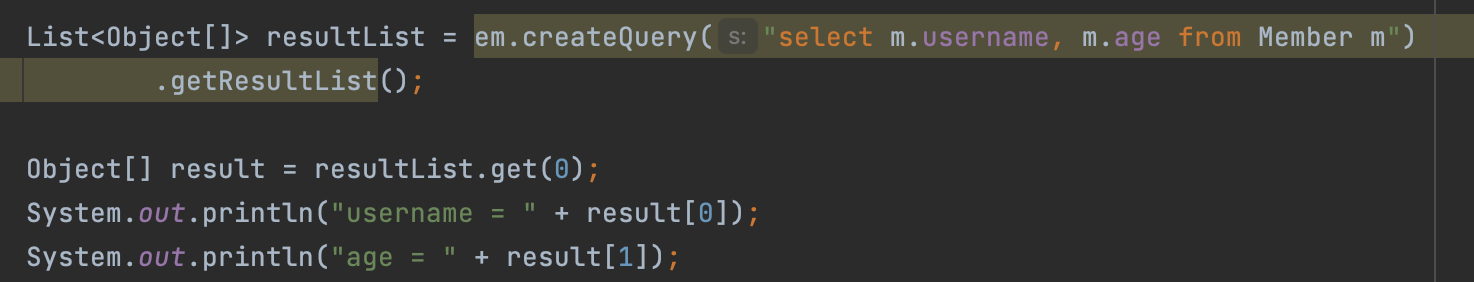 List<Object[]> resultList = em.createQuery( s: "select m.username, m.age from Member m")
.getResultList();
Object[] result = resultList.get(0);
System.out.println("username = " + result[0]);
System.out.println("age = " + result[1]);